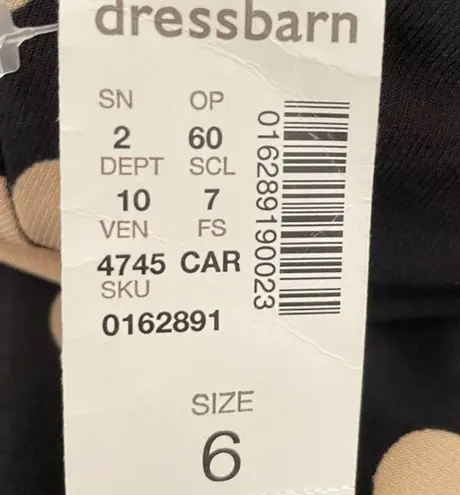 dressbarn
SN OP
2 60
DEPT SCL
10 7
VEN FS
4745 CAR
SKU
0162891
016289190023
SIZE
6